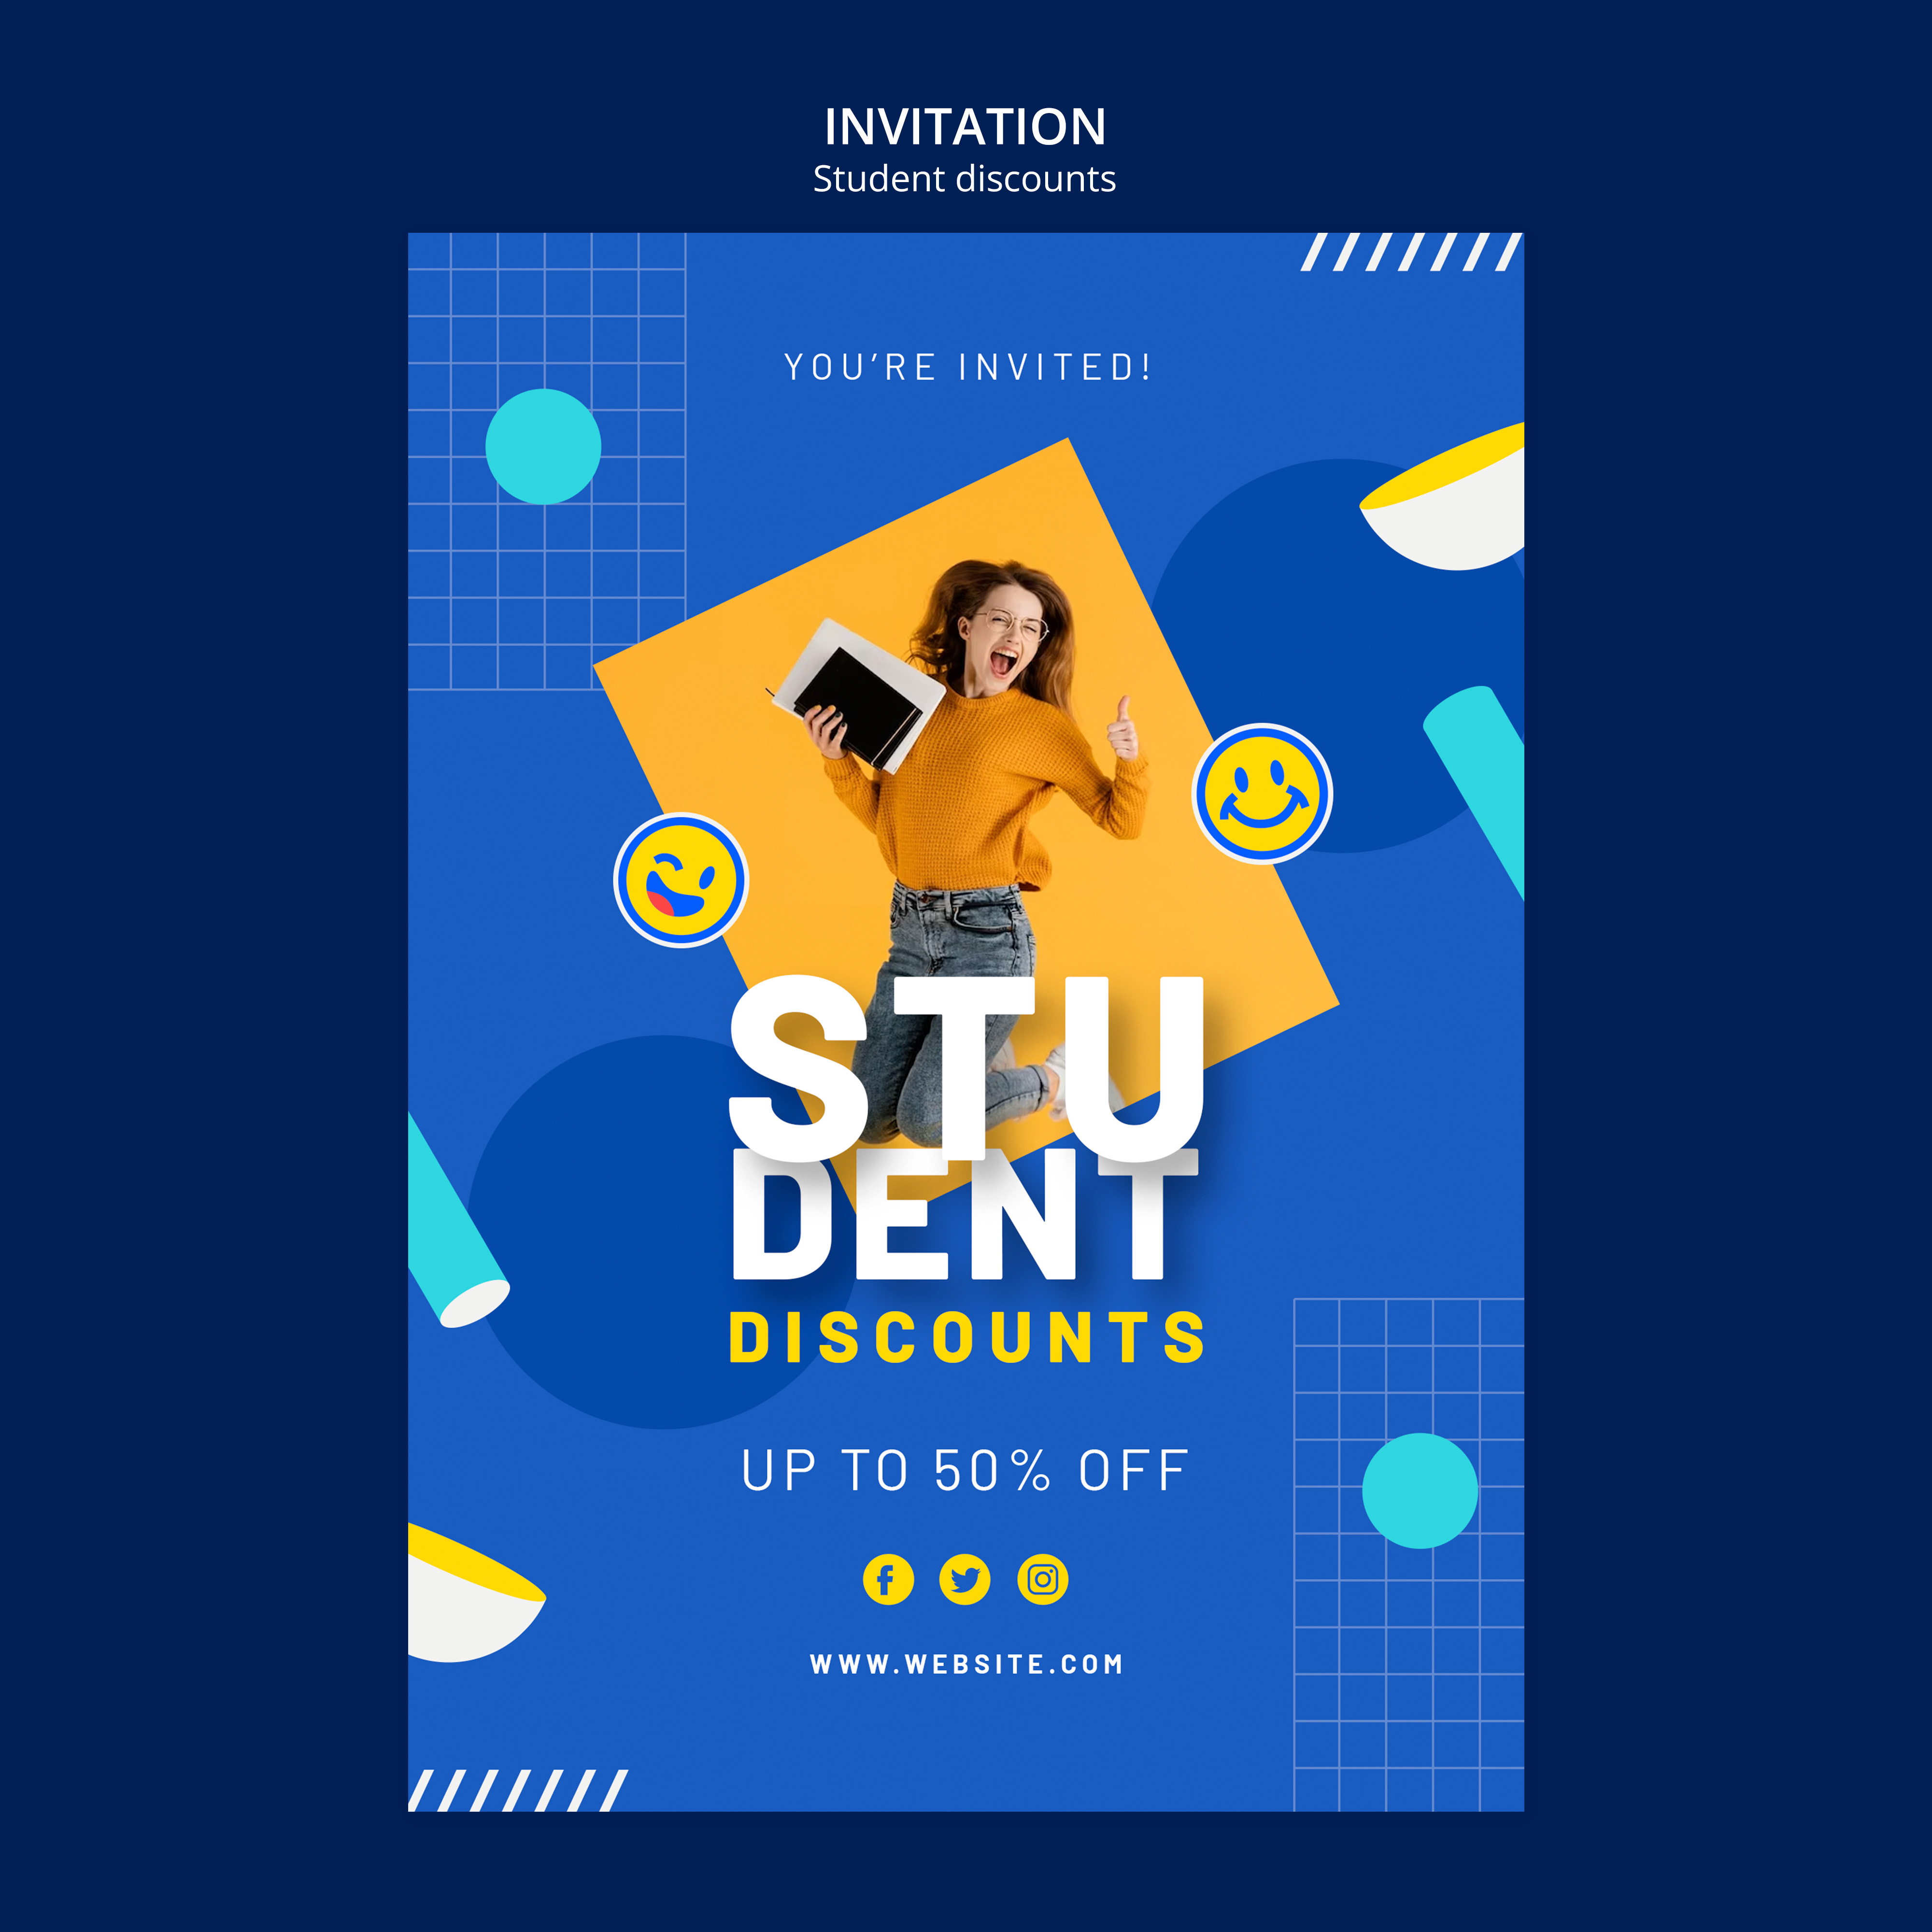 INVITATION
Student discounts
YOU’RE INVITED!
STU
DENT
DISCOUNTS
UP TO 50% OFF
WWW.WEBSITE.COM